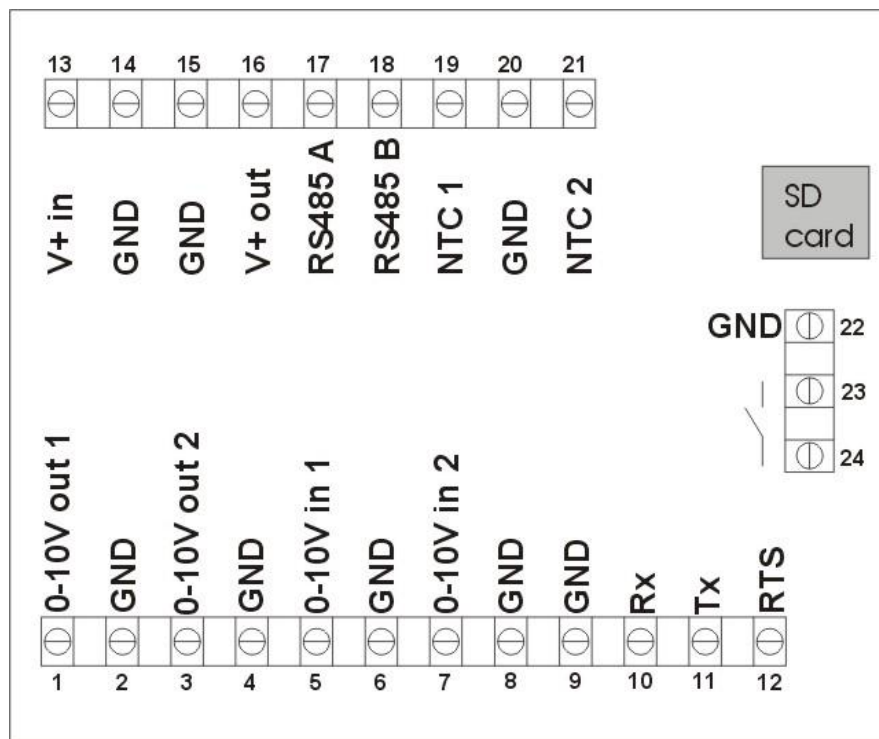 13 14 15 16 17 18 19 20 21
V+ in
GND
GND
V+ out
RS485 A
RS485 B
NTC 1
GND
NTC 2
SD
card
GND 22
23
24
0-10V out 1
GND
0-10V out 2
GND
0-10V in 1
GND
0-10V in 2
GND
GND
Rx
Tx
RTS
1 2 3 4 5 6 7 8 9 10 11 12